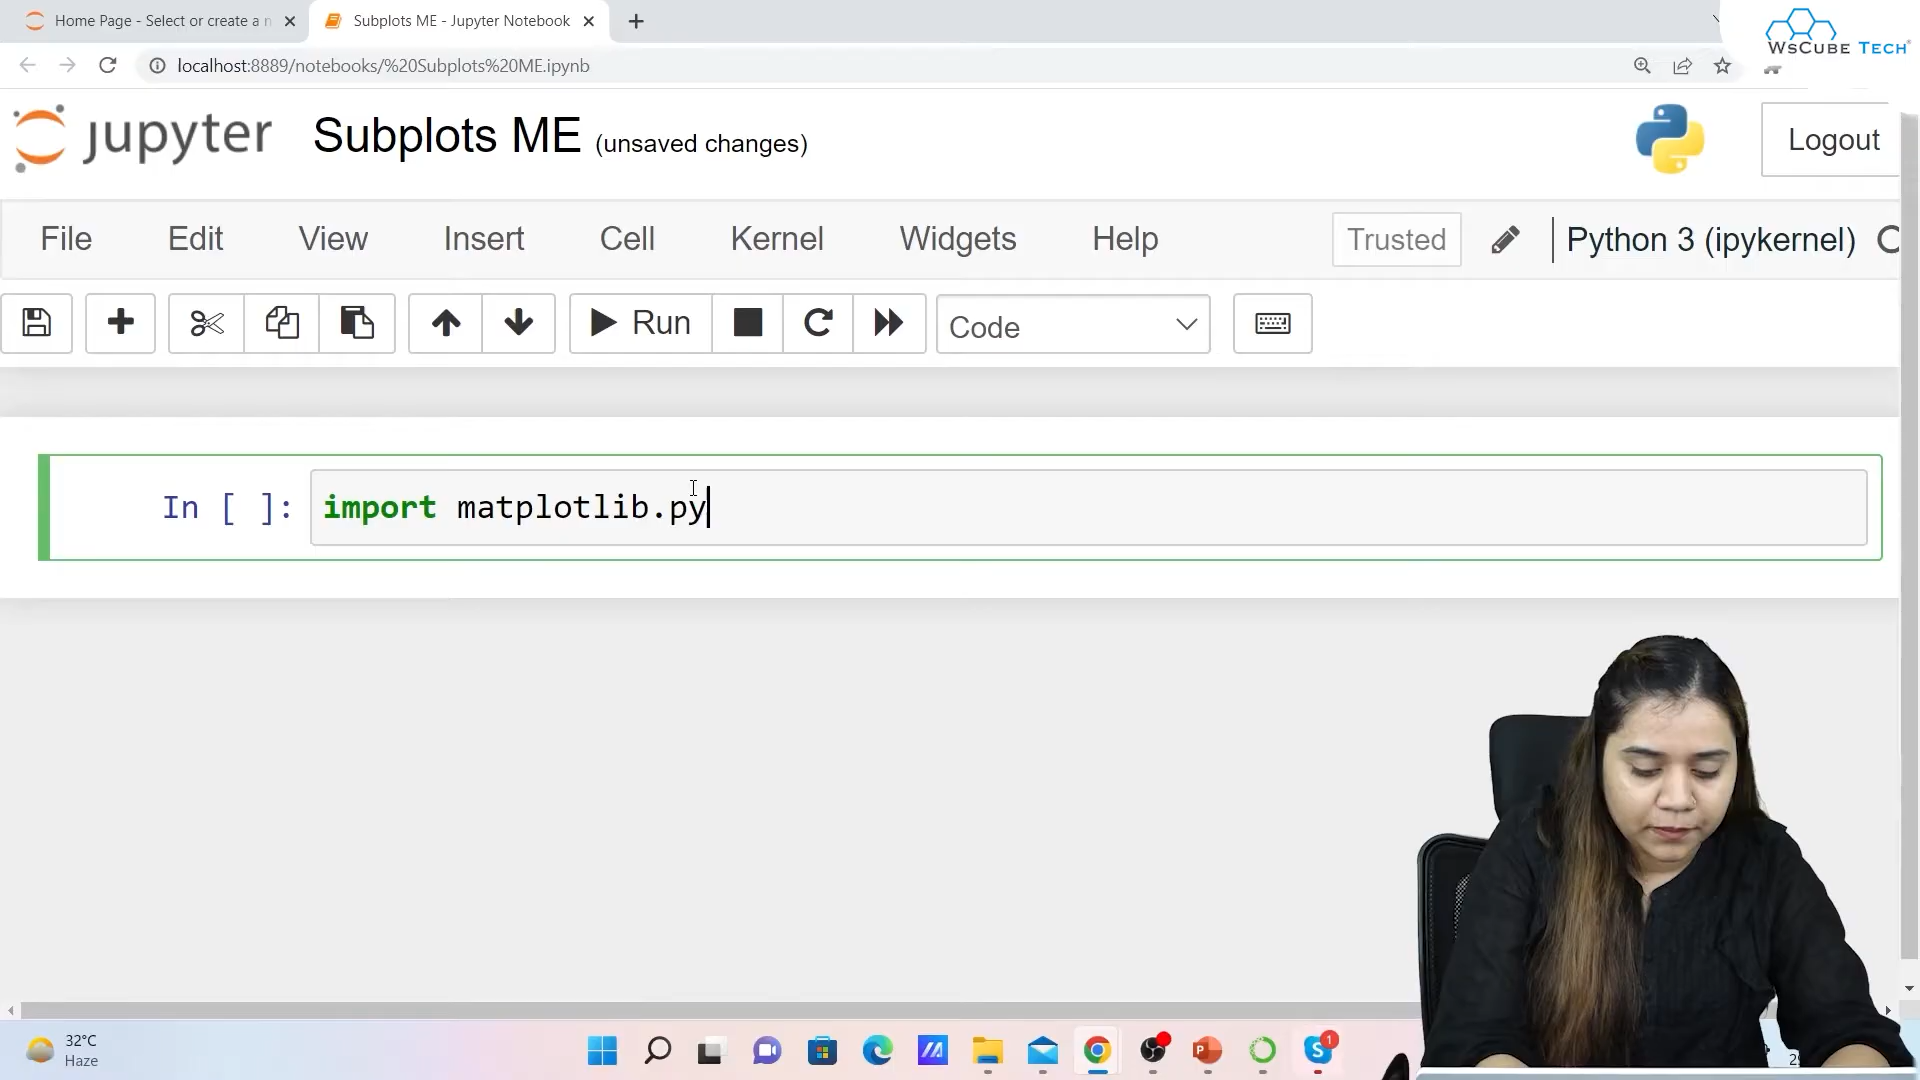 Home Page - Select or create a n
Subplots ME - Jupyter Notebook
WSCUBE TECH
localhost:8889/notebooks/%20Subplots%20ME.ipynb
jupyter Subplots ME (unsaved changes)
Logout
File Edit View Insert Cell Kernel Widgets Help Trusted Python 3 (ipykernel)
Run Code
In [ ]: import matplotlib.py
32°C
Haze
1